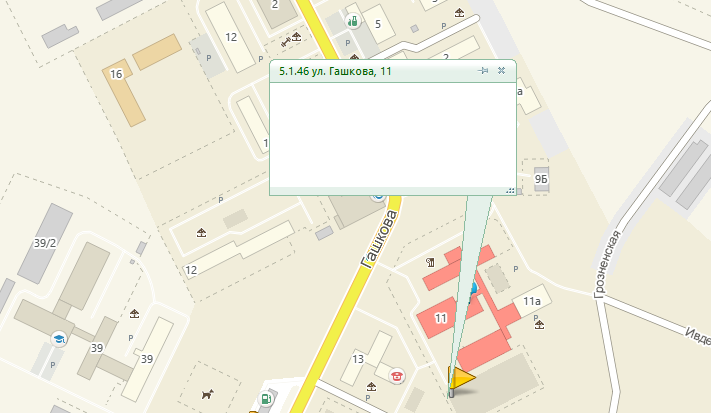 2
12
5
2
16
5.1.46 ул. Гашкова, 11
9Б
39/2
12
Гашкова
Грозненская
11а
11
Ивде
39
39
13
P
P
P
P
P
P
P
P